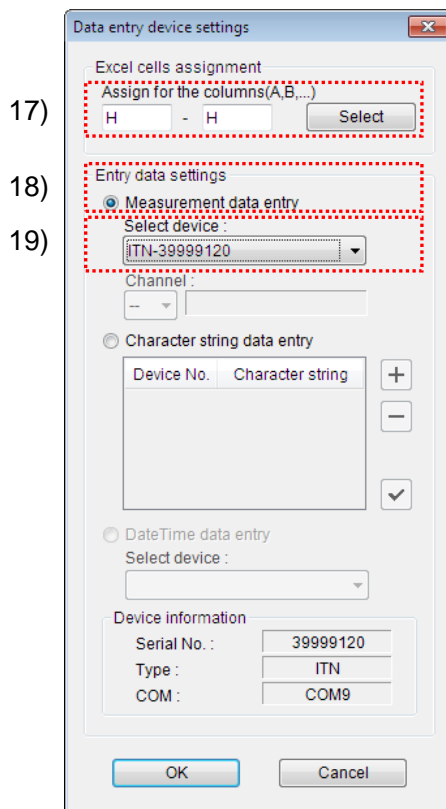 Data entry device settings
Excel cells assignment
17) Assign for the columns(A,B,...)
H - H Select
18) Entry data settings
Measurement data entry
19) Select device :
ITN-39999120
Channel :
--
Character string data entry
Device No. Character string
+
−
DateTime data entry
Select device :
Device information
Serial No. : 39999120
Type : ITN
COM : COM9
OK Cancel